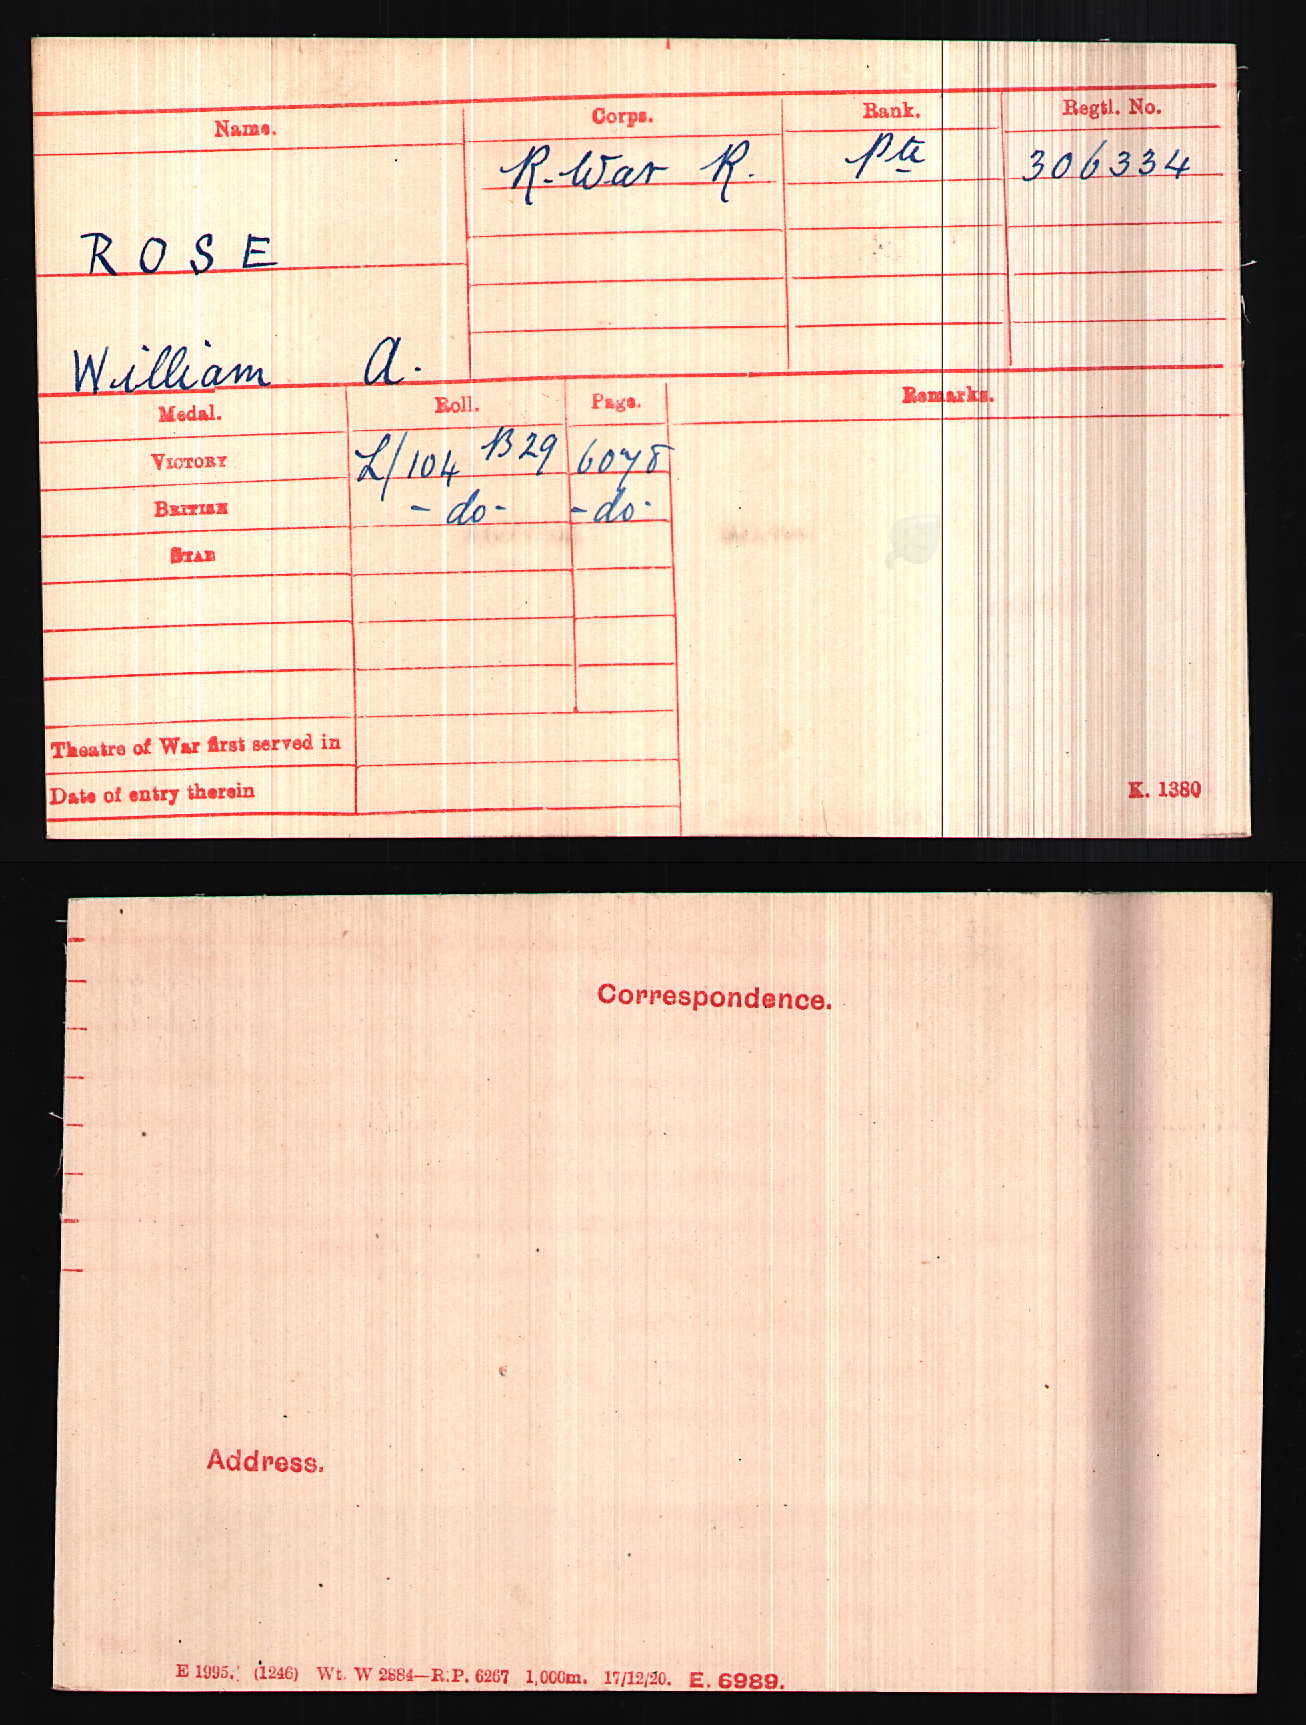 Name. Corps. Rank. Regtl. No.
R. War R. Pte 306334
ROSE
William A.
Medal. Roll. Page. Remarks.
VICTORY L/104 B29 6078
BRITISH -do- -do-
STAR
Theatre of War first served in
Date of entry therein
K. 1380
Correspondence.
Address.
E 1995. (1246) Wt. W 2884—R.P. 6267 1,000m. 17/12/20. E. 6989.